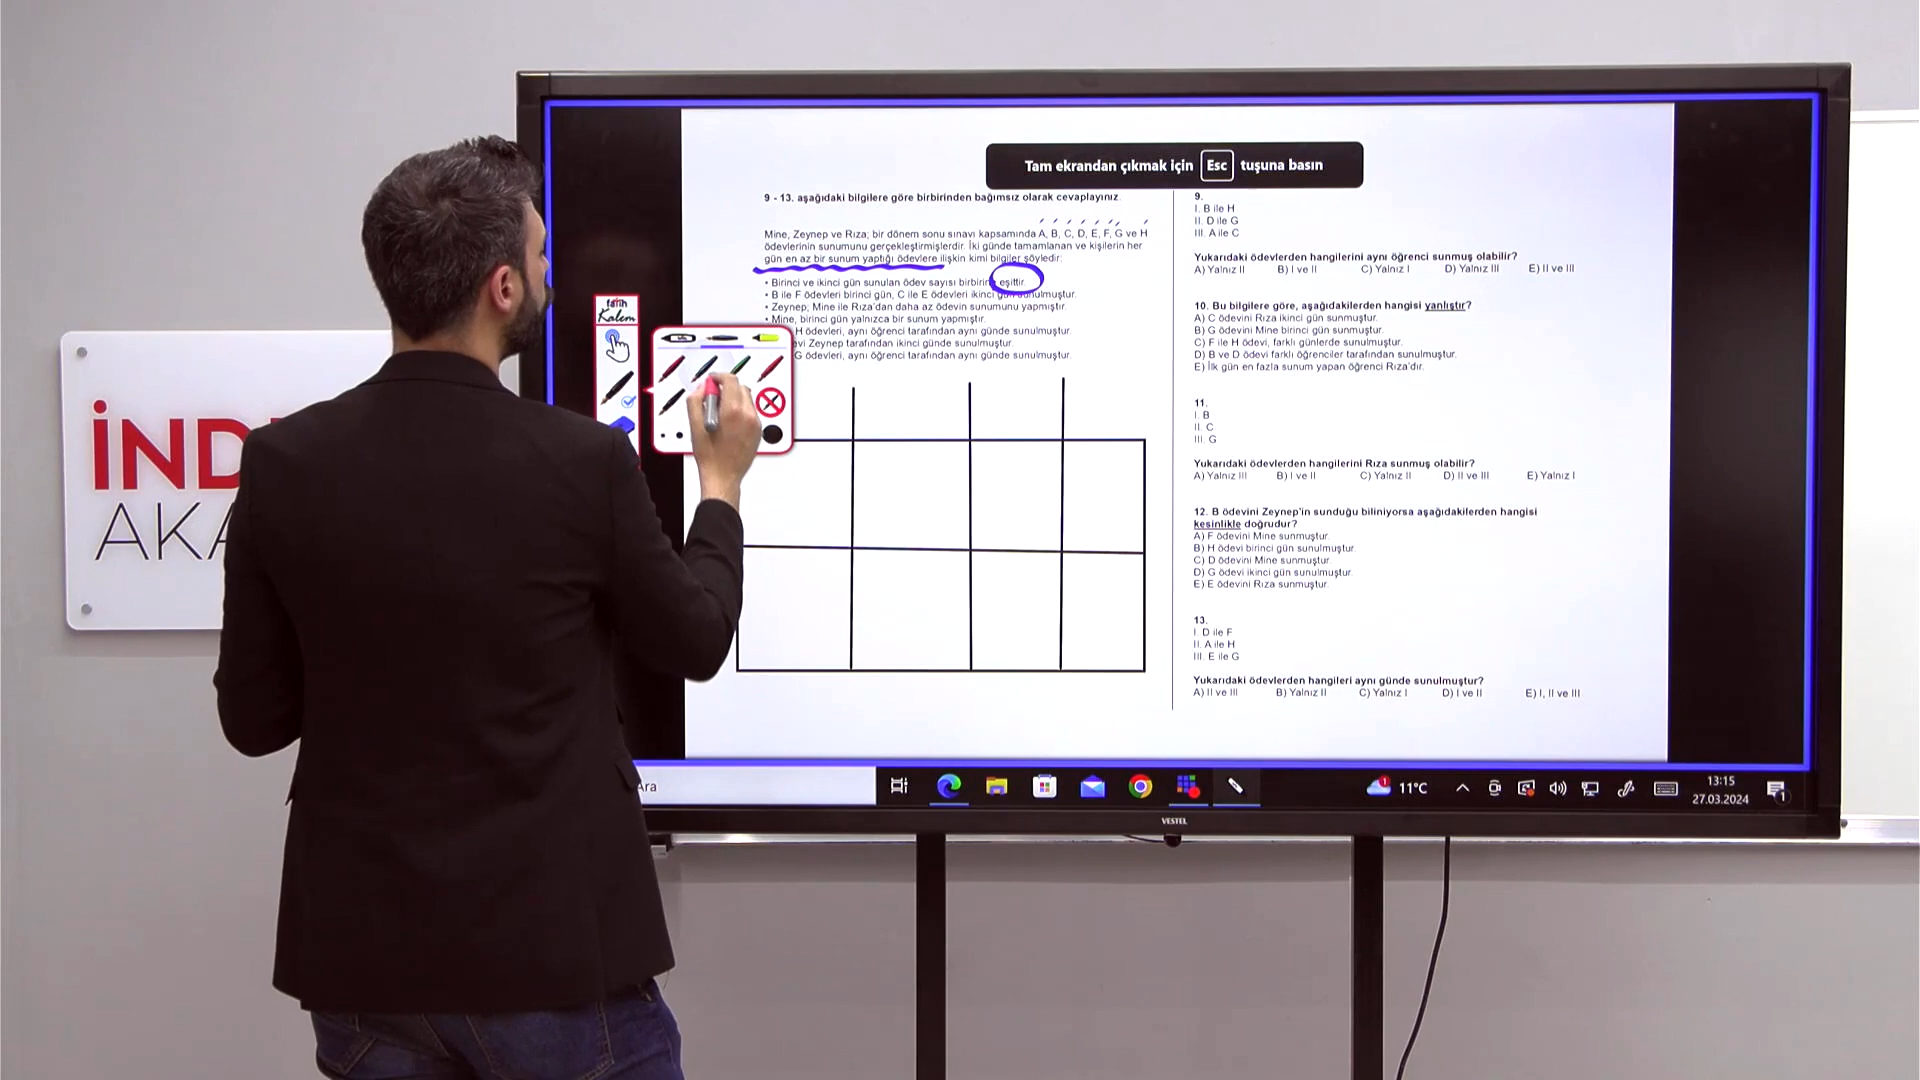 İND
AKA
Tam ekrandan çıkmak için Esc tuşuna basın
9 - 13. aşağıdaki bilgilere göre birbirinden bağımsız olarak cevaplayınız.
Mine, Zeynep ve Rıza; bir dönem sonu sınavı kapsamında A, B, C, D, E, F, G ve H
ödevlerinin sunumunu gerçekleştirmişlerdir. İki günde tamamlanan ve kişilerin her
gün en az bir sunum yaptığı ödevlere ilişkin kimi bilgiler şöyledir:
• Birinci ve ikinci gün sunulan ödev sayısı birbirine eşittir.
• B ile F ödevleri birinci gün, C ile E ödevleri ikinci gün sunulmuştur.
• Zeynep; Mine ile Rıza'dan daha az ödevin sunumunu yapmıştır.
• Mine, birinci gün yalnızca bir sunum yapmıştır.
H ödevleri, aynı öğrenci tarafından aynı günde sunulmuştur.
Zeynep tarafından ikinci günde sunulmuştur.
G ödevleri, aynı öğrenci tarafından aynı günde sunulmuştur.
fatih
Kalem
9.
I. B ile H
II. D ile G
III. A ile C
Yukarıdaki ödevlerden hangilerini aynı öğrenci sunmuş olabilir?
A) Yalnız II B) I ve II C) Yalnız I D) Yalnız III E) II ve III
10. Bu bilgilere göre, aşağıdakilerden hangisi yanlıştır?
A) C ödevini Rıza ikinci gün sunmuştur.
B) G ödevini Mine birinci gün sunmuştur.
C) F ile H ödevi, farklı günlerde sunulmuştur.
D) B ve D ödevi farklı öğrenciler tarafından sunulmuştur.
E) İlk gün en fazla sunum yapan öğrenci Rıza'dır.
11.
I. B
II. C
III. G
Yukarıdaki ödevlerden hangilerini Rıza sunmuş olabilir?
A) Yalnız III B) I ve II C) Yalnız II D) II ve III E) Yalnız I
12. B ödevini Zeynep'in sunduğu biliniyorsa aşağıdakilerden hangisi
kesinlikle doğrudur?
A) F ödevini Mine sunmuştur.
B) H ödevi birinci gün sunulmuştur.
C) D ödevini Mine sunmuştur.
D) G ödevi ikinci gün sunulmuştur.
E) E ödevini Rıza sunmuştur.
13.
I. D ile F
II. A ile H
III. E ile G
Yukarıdaki ödevlerden hangileri aynı günde sunulmuştur?
A) II ve III B) Yalnız II C) Yalnız I D) I ve II E) I, II ve III
Ara
1
11°C
13:15
27.03.2024
1
VESTEL